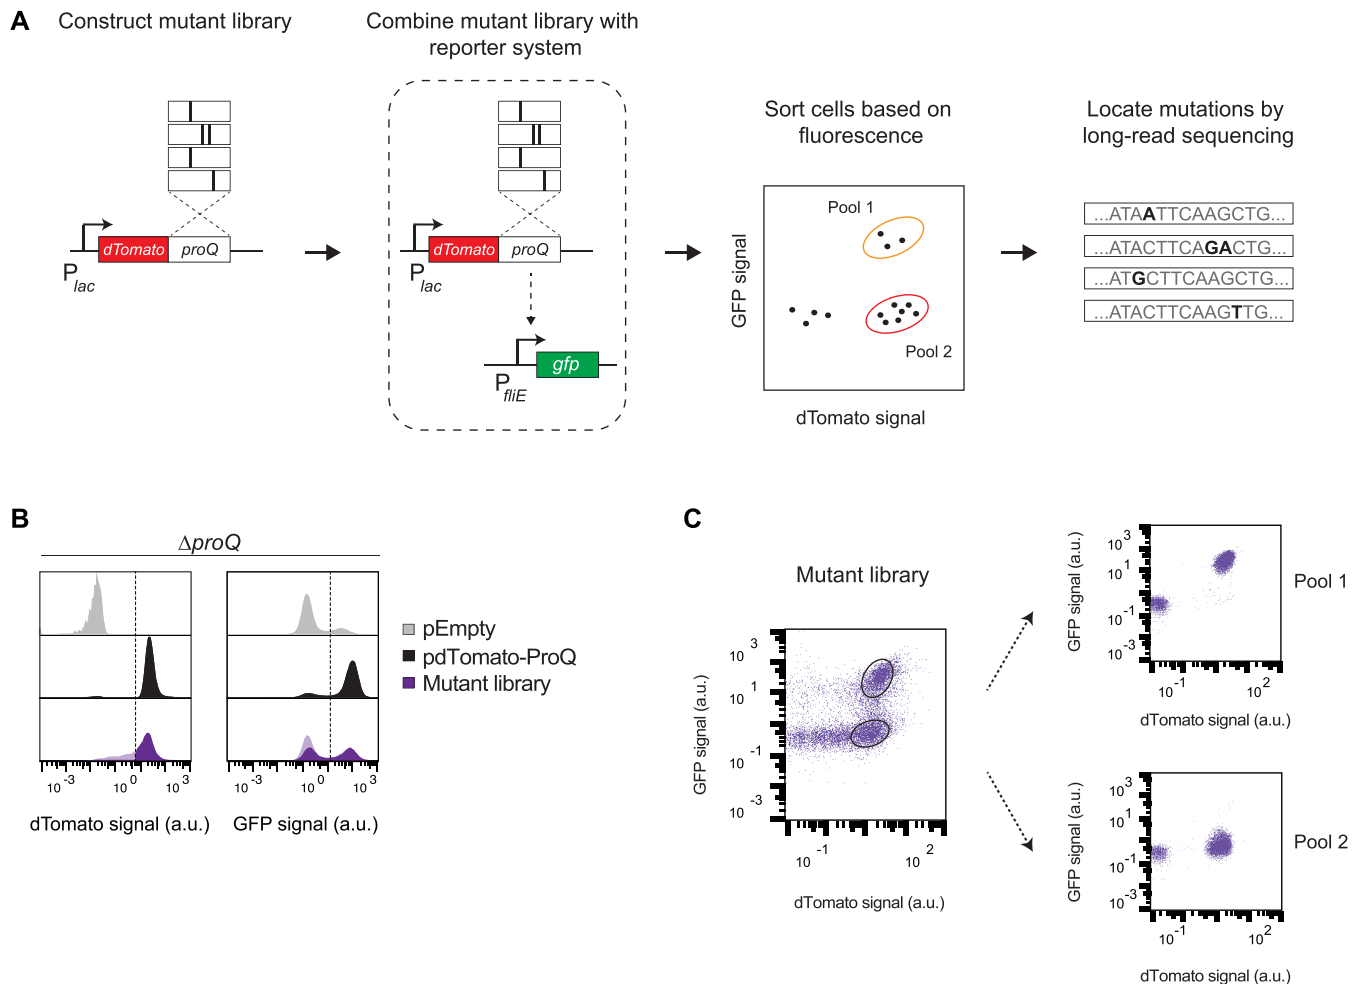 A
Construct mutant library
Combine mutant library with
reporter system
Sort cells based on
fluorescence
Locate mutations by
long-read sequencing
dTomato
proQ
Plac
dTomato
proQ
Plac
gfp
PfliE
GFP signal
Pool 1
Pool 2
dTomato signal
...ATAATTCAAGCTG...
...ATACTTCAGACTG...
...ATGCTTCAAGCTG...
...ATACTTCAAGTTG...
B
ΔproQ
pEmpty
pdTomato-ProQ
Mutant library
10-3
100
103
10-3
100
103
dTomato signal (a.u.)
GFP signal (a.u.)
C
Mutant library
GFP signal (a.u.)
103
101
10-1
10-3
10-1
102
dTomato signal (a.u.)
GFP signal (a.u.)
103
101
10-1
10-3
10-1
102
dTomato signal (a.u.)
Pool 1
GFP signal (a.u.)
103
101
10-1
10-3
10-1
102
dTomato signal (a.u.)
Pool 2